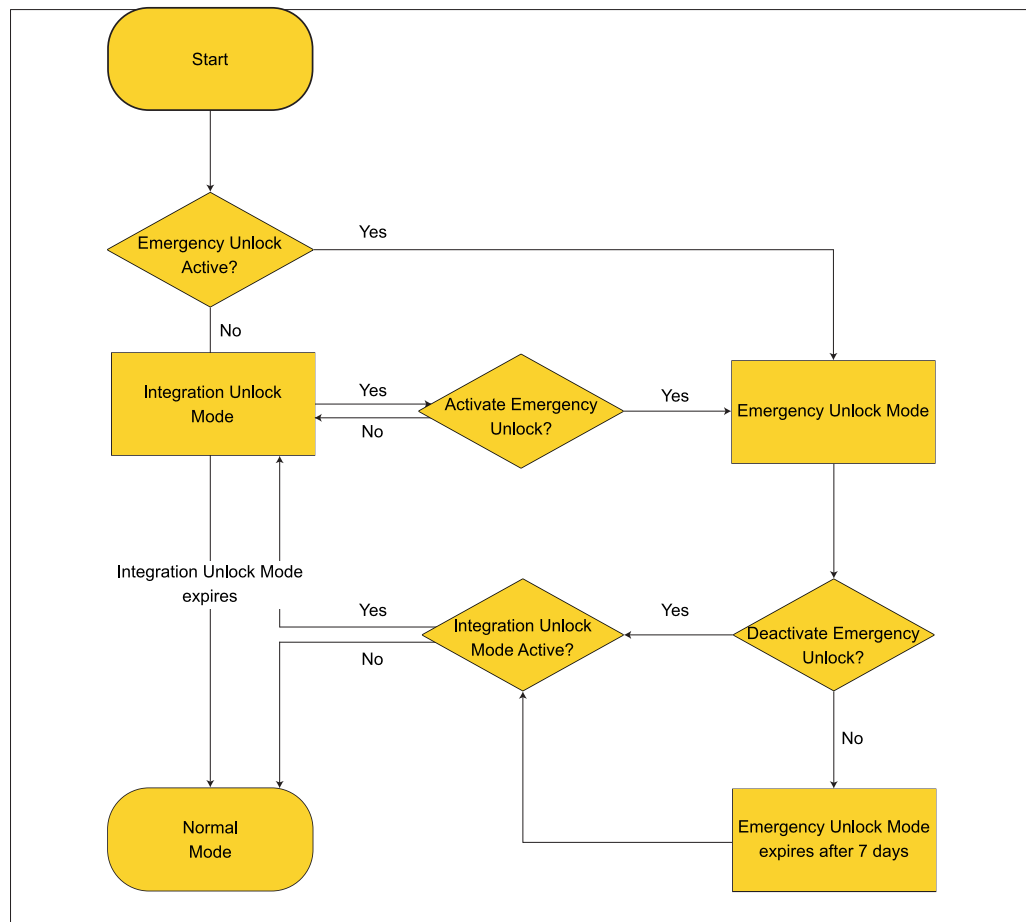 Start
Emergency Unlock
Active?
Yes
No
Integration Unlock
Mode
Yes
No
Activate Emergency
Unlock?
Yes
Emergency Unlock Mode
Integration Unlock Mode
expires
Yes
No
Integration Unlock
Mode Active?
Yes
Deactivate Emergency
Unlock?
No
Normal
Mode
Emergency Unlock Mode
expires after 7 days